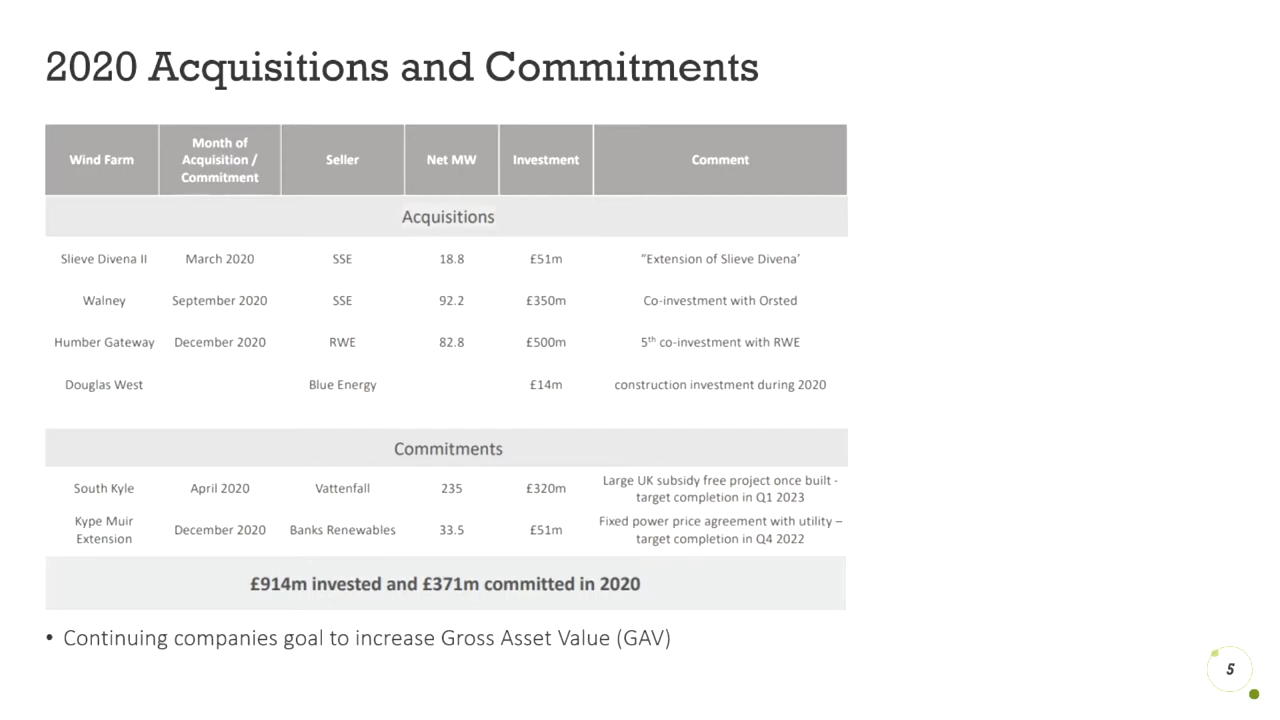 2020 Acquisitions and Commitments
Wind Farm
Month of
Acquisition /
Commitment
Seller
Net MW
Investment
Comment
Acquisitions
Slieve Divena II March 2020 SSE 18.8 £51m “Extension of Slieve Divena’
Walney September 2020 SSE 92.2 £350m Co-investment with Orsted
Humber Gateway December 2020 RWE 82.8 £500m 5th co-investment with RWE
Douglas West Blue Energy £14m construction investment during 2020
Commitments
South Kyle April 2020 Vattenfall 235 £320m Large UK subsidy free project once built -
target completion in Q1 2023
Kype Muir
Extension December 2020 Banks Renewables 33.5 £51m Fixed power price agreement with utility –
target completion in Q4 2022
£914m invested and £371m committed in 2020
• Continuing companies goal to increase Gross Asset Value (GAV)
5